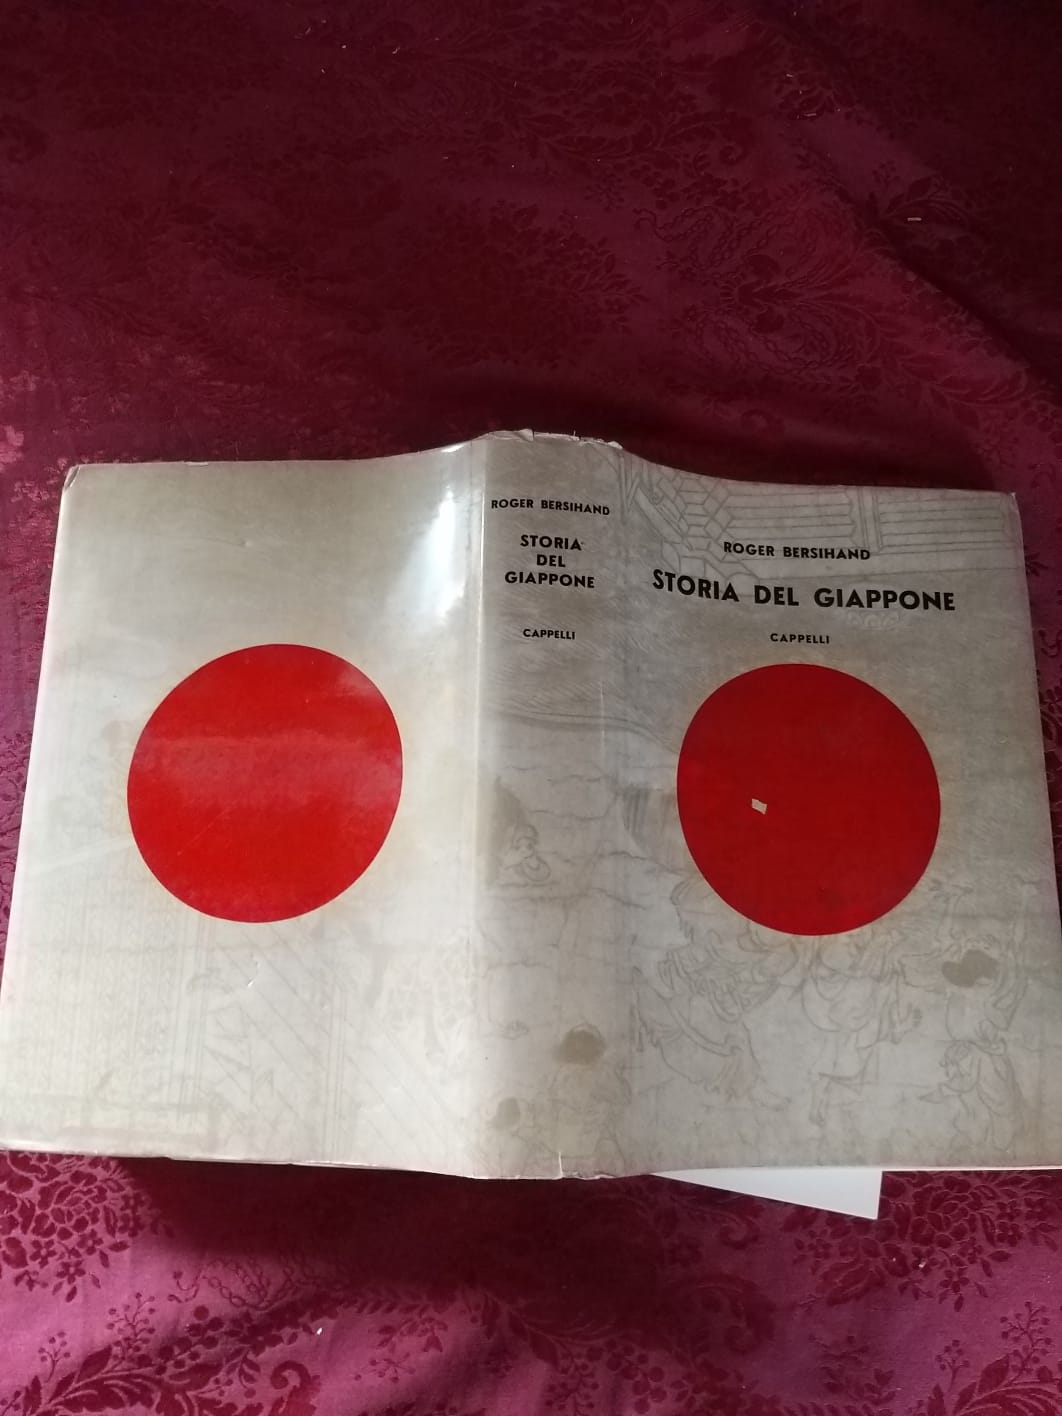 ROGER BERSIHAND
STORIA
DEL
GIAPPONE
CAPPELLI
ROGER BERSIHAND
STORIA DEL GIAPPONE
CAPPELLI